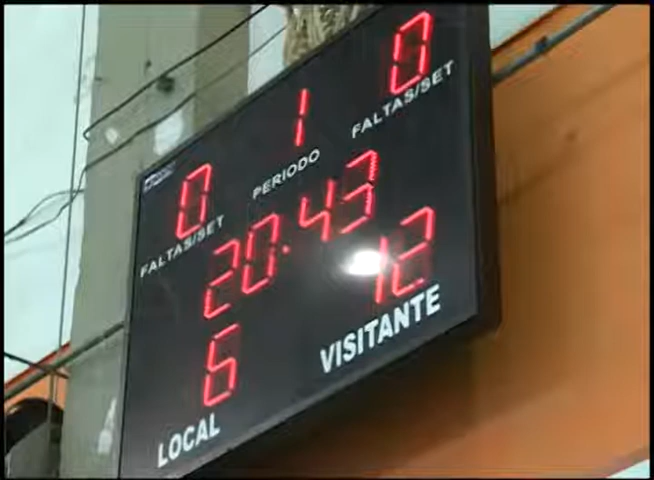 0
FALTAS/SET
1
PERIODO
0
FALTAS/SET
20:43
6
LOCAL
12
VISITANTE